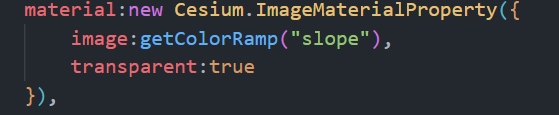 material:new Cesium.ImageMaterialProperty({
image:getColorRamp("slope"),
transparent:true
}),